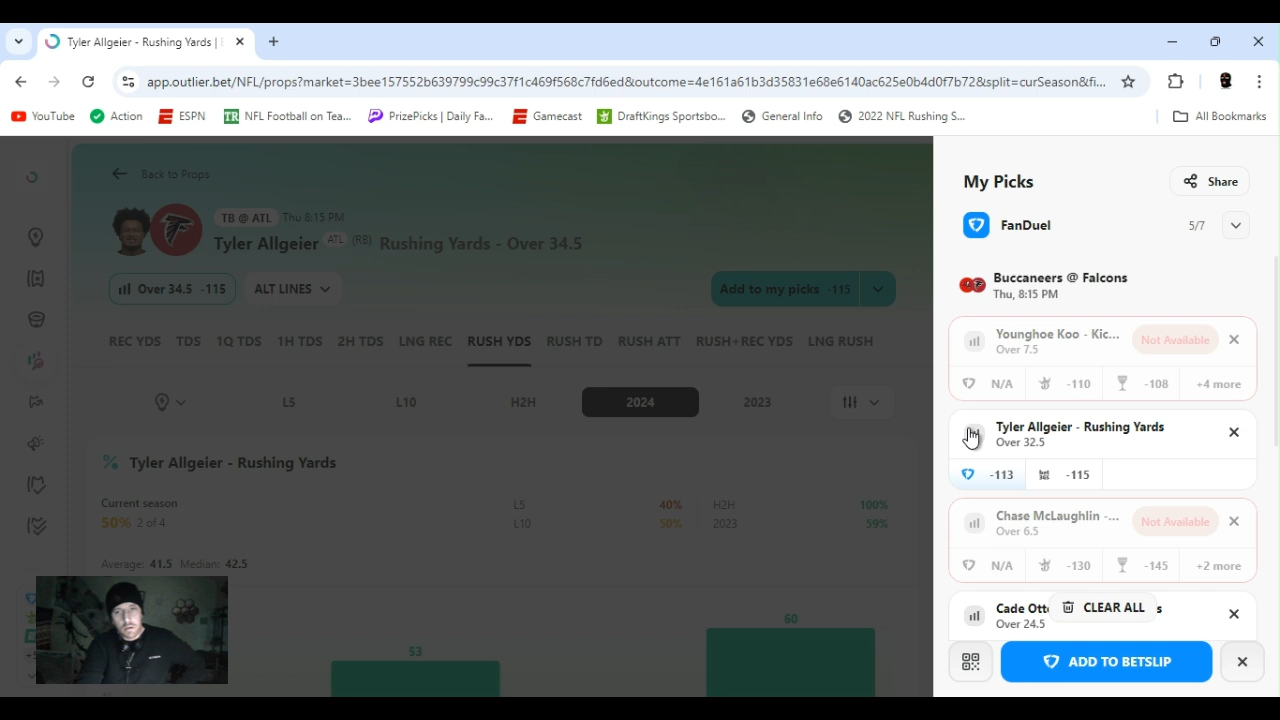 Tyler Allgeier - Rushing Yards |
app.outlier.bet/NFL/props?market=3bee157552b639799c99c37f1c469f568c7fd6ed&outcome=4e161a61b3d35831e68e6140ac625e0b4d0f7b72&split=curSeason&fi...
YouTube Action ESPN NFL Football on Tea... PrizePicks | Daily Fa... Gamecast DraftKings Sportsbo... General Info 2022 NFL Rushing S... All Bookmarks
Back to Props
TB @ ATL Thu 8:15 PM
Tyler Allgeier ATL (RB) Rushing Yards - Over 34.5
Over 34.5 -115 ALT LINES Add to my picks -115
REC YDS TDS 1Q TDS 1H TDS 2H TDS LNG REC RUSH YDS RUSH TD RUSH ATT RUSH+REC YDS LNG RUSH
L5 L10 H2H 2024 2023
Tyler Allgeier - Rushing Yards
Current season L5 40% H2H 100%
50% 2 of 4 L10 50% 2023 59%
Average: 41.5 Median: 42.5
60
53
My Picks Share
FanDuel 5/7
Buccaneers @ Falcons
Thu, 8:15 PM
Younghoe Koo - Kic... Not Available
Over 7.5
N/A -110 -108 +4 more
Tyler Allgeier - Rushing Yards
Over 32.5
-113 -115
Chase McLaughlin -... Not Available
Over 6.5
N/A -130 -145 +2 more
Cade Ott CLEAR ALL s
Over 24.5
ADD TO BETSLIP